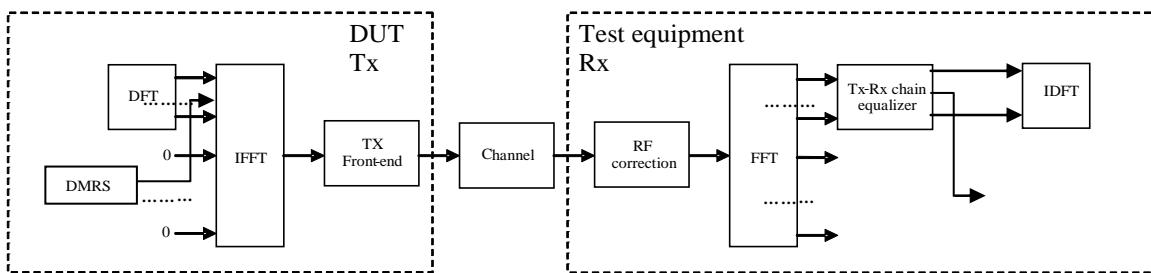 DUT
Tx
DFT
………
0
DMRS
………
0
IFFT
TX
Front-end
Channel
Test equipment
Rx
RF
correction
FFT
………
………
Tx-Rx chain
equalizer
IDFT